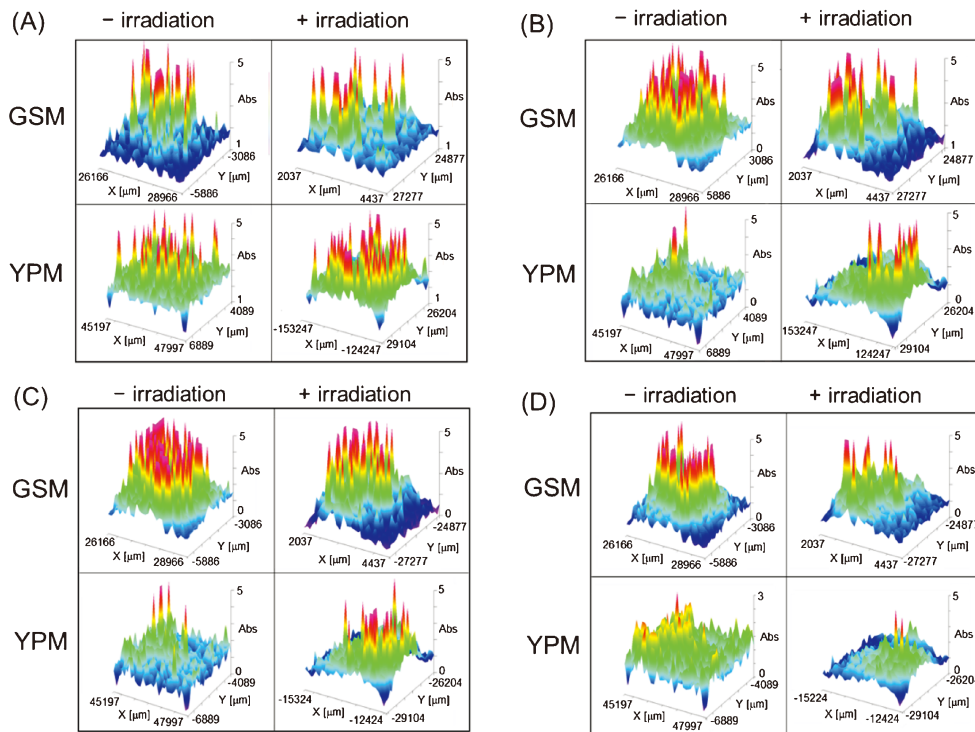 (A)
− irradiation + irradiation
GSM
5
Abs
1
-3086
Y [µm]
-5886
26166
X [µm]
28966
5
Abs
1
24877
Y [µm]
27277
2037
X [µm]
4437
YPM
5
Abs
1
4089
Y [µm]
6889
45197
X [µm]
47997
5
Abs
1
26204
Y [µm]
29104
-153247
X [µm]
-124247
(B)
− irradiation + irradiation
GSM
5
Abs
0
3086
Y [µm]
5886
26166
X [µm]
28966
5
Abs
1
24877
Y [µm]
27277
2037
X [µm]
4437
YPM
5
Abs
0
4089
Y [µm]
6889
45197
X [µm]
47997
5
Abs
0
26204
Y [µm]
29104
153247
X [µm]
124247
(C)
− irradiation + irradiation
GSM
5
Abs
0
-3086
Y [µm]
-5886
26166
X [µm]
28966
5
Abs
0
-24877
Y [µm]
-27277
2037
X [µm]
4437
YPM
5
Abs
0
-4089
Y [µm]
-6889
45197
X [µm]
47997
5
Abs
0
-26204
Y [µm]
-29104
-15324
X [µm]
-12424
(D)
− irradiation + irradiation
GSM
5
Abs
0
-3086
Y [µm]
-5886
26166
X [µm]
28966
5
Abs
0
-24877
Y [µm]
-27277
2037
X [µm]
4437
YPM
3
Abs
0
-4089
Y [µm]
-6889
45197
X [µm]
47997
5
Abs
0
-26204
Y [µm]
-29104
-15224
X [µm]
-12424